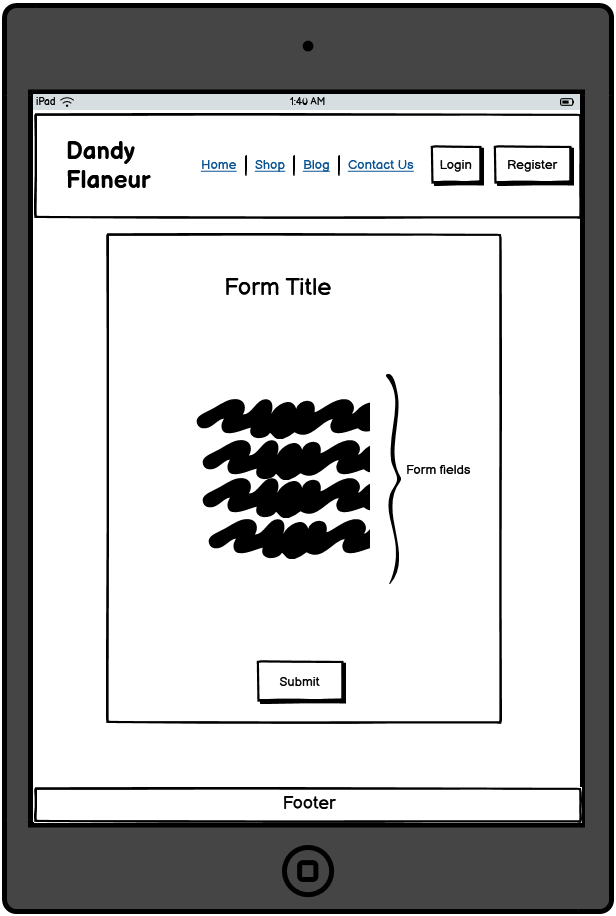 iPad 1:40 AM
Dandy
Flaneur
Home Shop Blog Contact Us Login Register
Form Title
Form fields
Submit
Footer